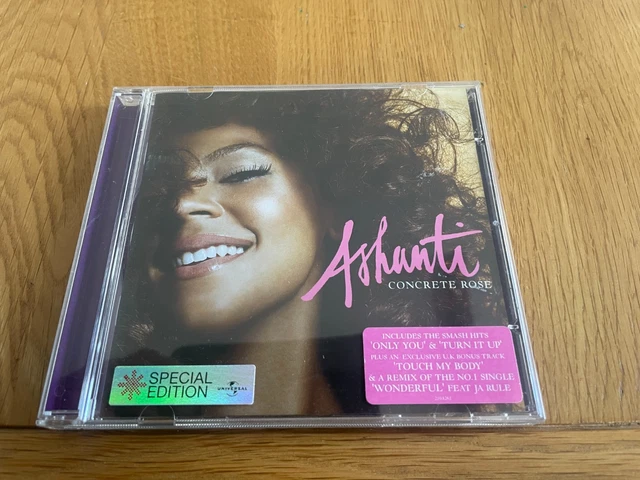 Ashanti
CONCRETE ROSE
INCLUDES THE SMASH HITS
'ONLY YOU' & 'TURN IT UP'
PLUS AN EXCLUSIVE U.K BONUS TRACK
'TOUCH MY BODY'
& A REMIX OF THE NO.1 SINGLE
'WONDERFUL' FEAT JA RULE
SPECIAL
EDITION
UNIVERSAL